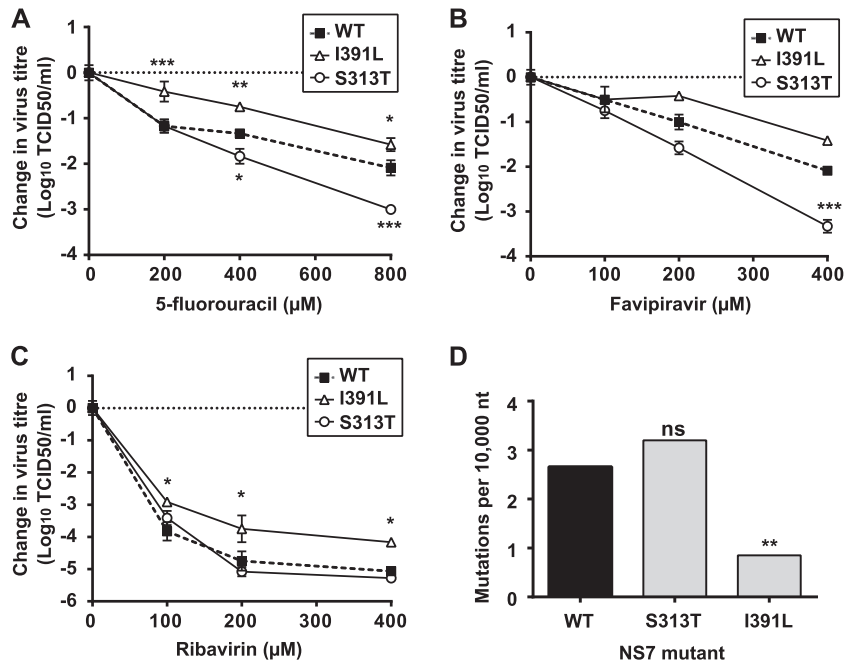 A
WT
I391L
S313T
1
0
-1
-2
-3
-4
***
**
*
*
***
0 200 400 600 800
5-fluorouracil (µM)
Change in virus titre
(Log10 TCID50/ml)
B
WT
I391L
S313T
1
0
-1
-2
-3
-4
***
0 100 200 300 400
Favipiravir (µM)
Change in virus titre
(Log10 TCID50/ml)
C
WT
I391L
S313T
1
0
-1
-2
-3
-4
-5
-6
*
*
*
0 100 200 300 400
Ribavirin (µM)
Change in virus titre
(Log10 TCID50/ml)
D
4
3
2
1
0
ns
**
WT S313T I391L
NS7 mutant
Mutations per 10,000 nt